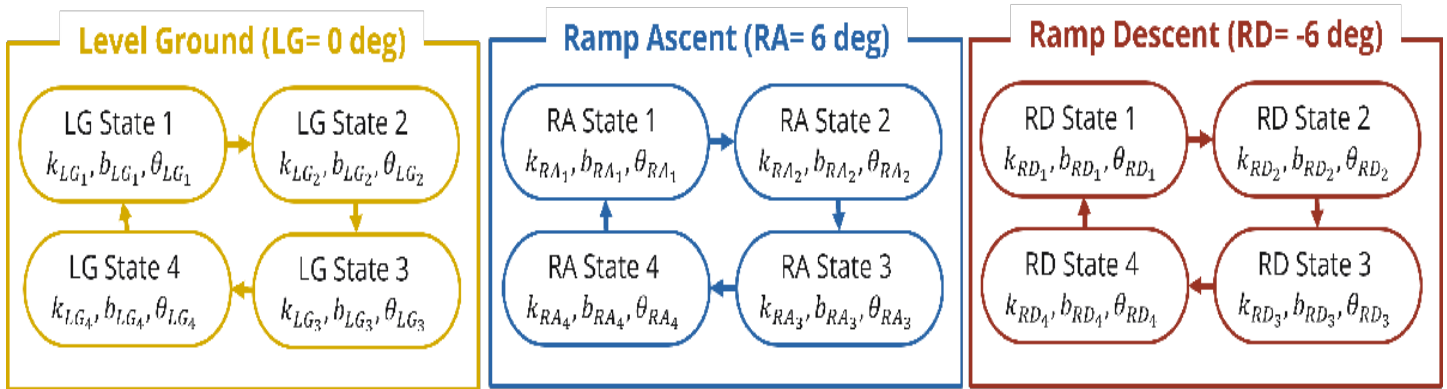 Level Ground (LG= 0 deg)
LG State 1
k_{LG_1}, b_{LG_1}, θ_{LG_1}
LG State 2
k_{LG_2}, b_{LG_2}, θ_{LG_2}
LG State 4
k_{LG_4}, b_{LG_4}, θ_{LG_4}
LG State 3
k_{LG_3}, b_{LG_3}, θ_{LG_3}
Ramp Ascent (RA= 6 deg)
RA State 1
k_{RA_1}, b_{RA_1}, θ_{RA_1}
RA State 2
k_{RA_2}, b_{RA_2}, θ_{RA_2}
RA State 4
k_{RA_4}, b_{RA_4}, θ_{RA_4}
RA State 3
k_{RA_3}, b_{RA_3}, θ_{RA_3}
Ramp Descent (RD= -6 deg)
RD State 1
k_{RD_1}, b_{RD_1}, θ_{RD_1}
RD State 2
k_{RD_2}, b_{RD_2}, θ_{RD_2}
RD State 4
k_{RD_4}, b_{RD_4}, θ_{RD_4}
RD State 3
k_{RD_3}, b_{RD_3}, θ_{RD_3}